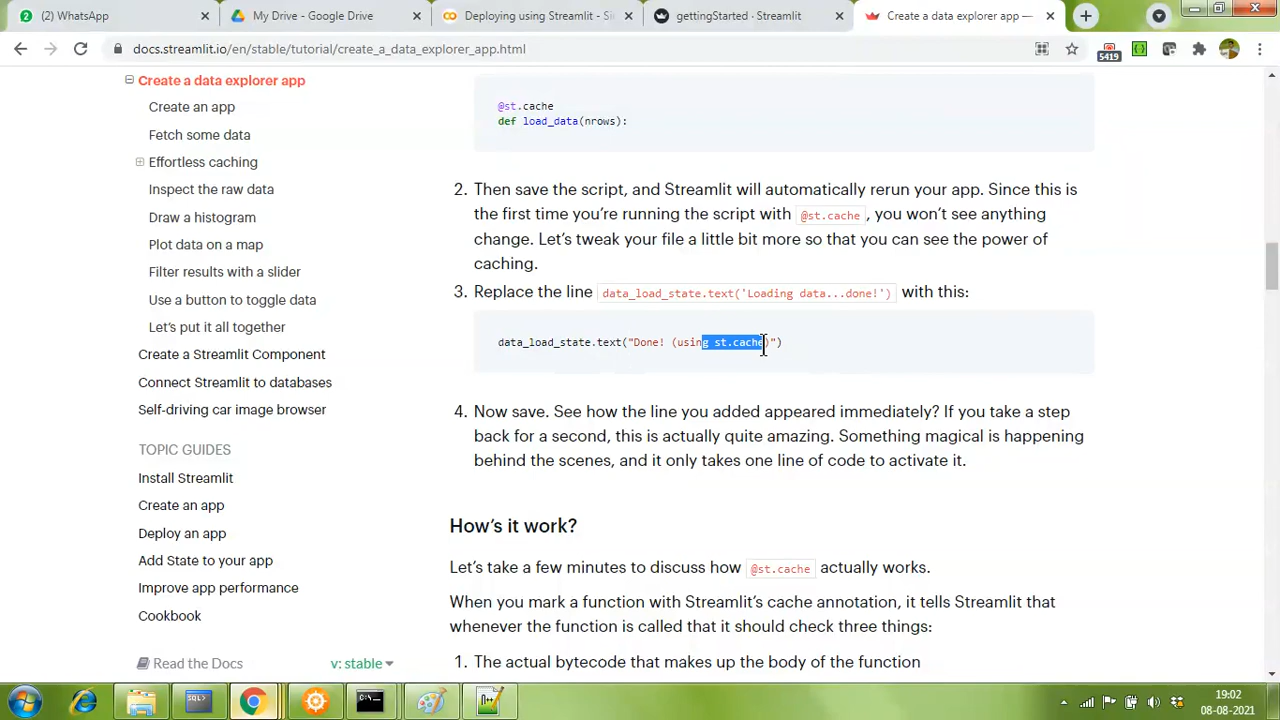 (2) WhatsApp
My Drive - Google Drive
Deploying using Streamlit - Si
gettingStarted · Streamlit
Create a data explorer app —
docs.streamlit.io/en/stable/tutorial/create_a_data_explorer_app.html
5419
Create a data explorer app
Create an app
Fetch some data
Effortless caching
Inspect the raw data
Draw a histogram
Plot data on a map
Filter results with a slider
Use a button to toggle data
Let's put it all together
Create a Streamlit Component
Connect Streamlit to databases
Self-driving car image browser
TOPIC GUIDES
Install Streamlit
Create an app
Deploy an app
Add State to your app
Improve app performance
Cookbook
Read the Docs
v: stable
@st.cache
def load_data(nrows):
2. Then save the script, and Streamlit will automatically rerun your app. Since this is
the first time you're running the script with @st.cache , you won't see anything
change. Let's tweak your file a little bit more so that you can see the power of
caching.
3. Replace the line data_load_state.text('Loading data...done!') with this:
data_load_state.text("Done! (using st.cache)")
4. Now save. See how the line you added appeared immediately? If you take a step
back for a second, this is actually quite amazing. Something magical is happening
behind the scenes, and it only takes one line of code to activate it.
How's it work?
Let's take a few minutes to discuss how @st.cache actually works.
When you mark a function with Streamlit's cache annotation, it tells Streamlit that
whenever the function is called that it should check three things:
1. The actual bytecode that makes up the body of the function
SQL>
19:02
08-08-2021